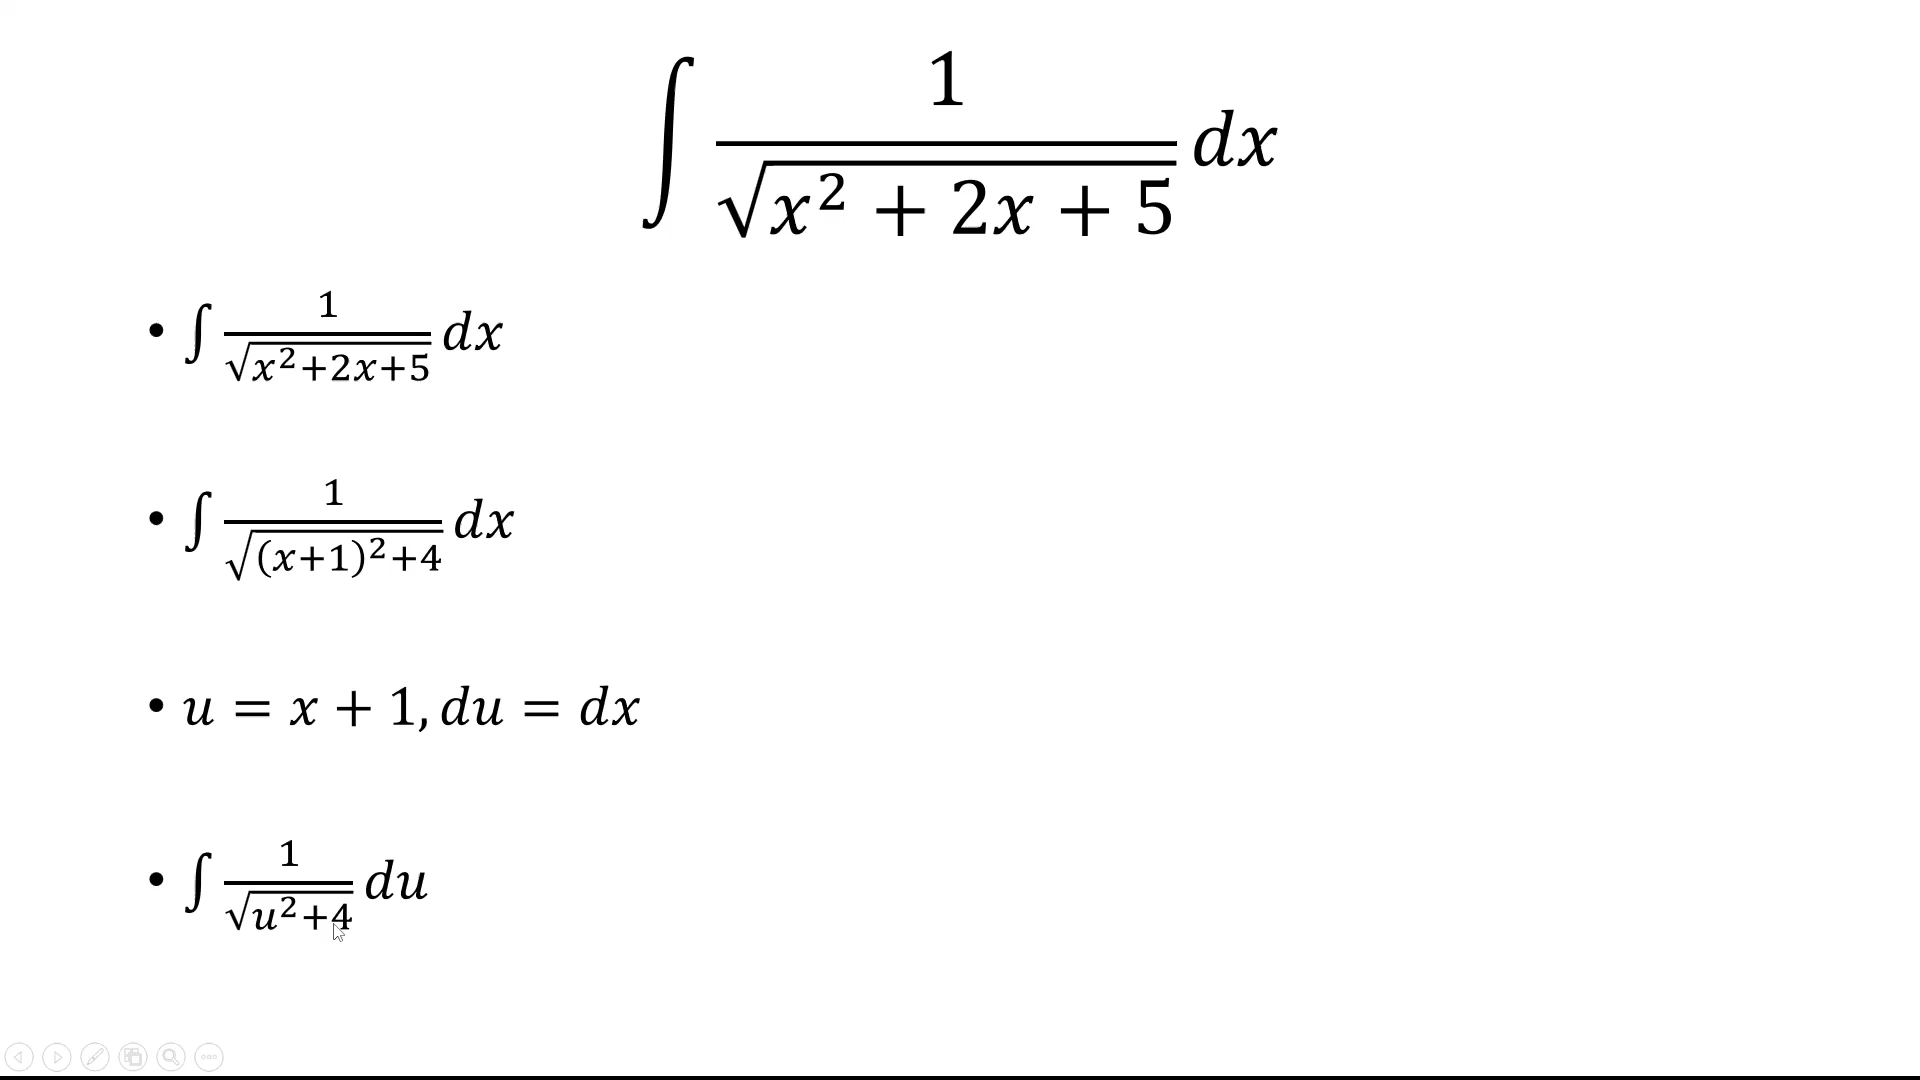 ∫ 1/√(x² + 2x + 5) dx
• ∫ 1/√(x²+2x+5) dx
• ∫ 1/√((x+1)²+4) dx
• u = x + 1, du = dx
• ∫ 1/√(u²+4) du